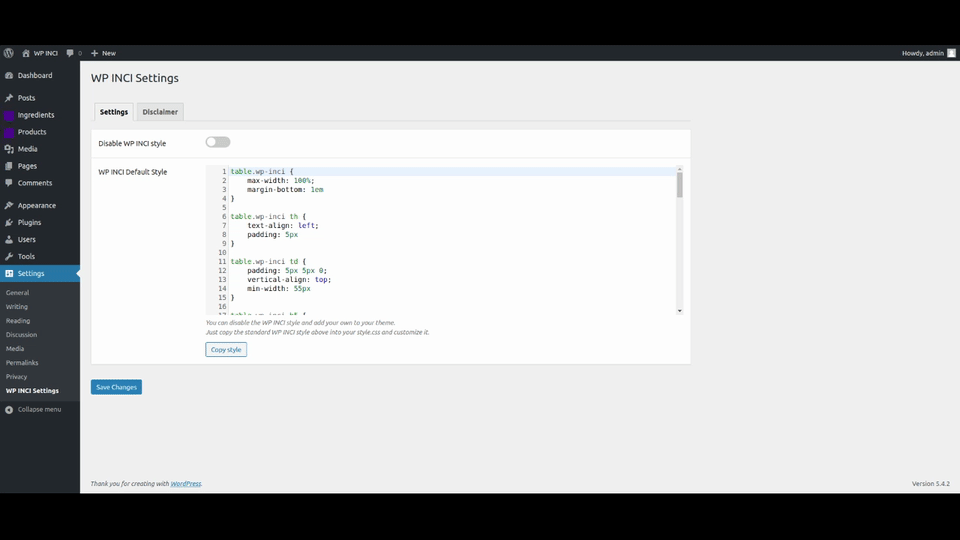 WP INCI
0
New
Howdy, admin
Dashboard
Posts
Ingredients
Products
Media
Pages
Comments
Appearance
Plugins
Users
Tools
Settings
General
Writing
Reading
Discussion
Media
Permalinks
Privacy
WP INCI Settings
Collapse menu
WP INCI Settings
Settings
Disclaimer
Disable WP INCI style
WP INCI Default Style
1 table.wp-inci {
2 max-width: 100%;
3 margin-bottom: 1em
4 }
5
6 table.wp-inci th {
7 text-align: left;
8 padding: 5px
9 }
10
11 table.wp-inci td {
12 padding: 5px 5px 0;
13 vertical-align: top;
14 min-width: 55px
15 }
16
You can disable the WP INCI style and add your own to your theme.
Just copy the standard WP INCI style above into your style.css and customize it.
Copy style
Save Changes
Thank you for creating with WordPress.
Version 5.4.2